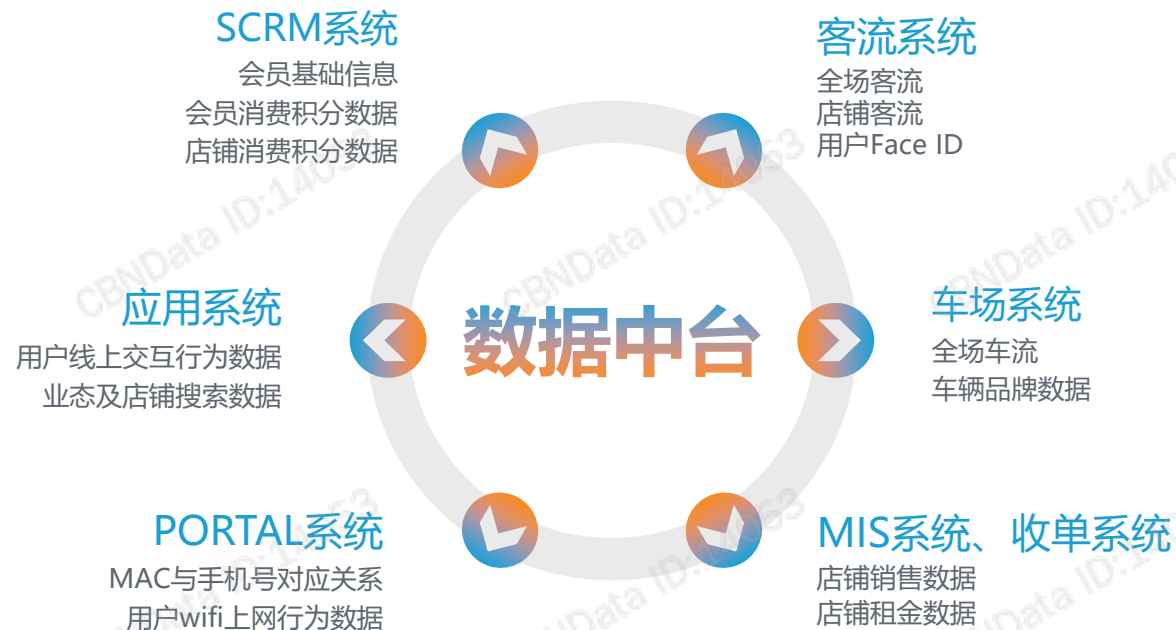 SCRM系统
会员基础信息
会员消费积分数据
店铺消费积分数据
客流系统
全场客流
店铺客流
用户Face ID
应用系统
用户线上交互行为数据
业态及店铺搜索数据
数据中台
车场系统
全场车流
车辆品牌数据
PORTAL系统
MAC与手机号对应关系
用户wifi上网行为数据
MIS系统、收单系统
店铺销售数据
店铺租金数据
CBNData ID:14053
CBNData ID:14053